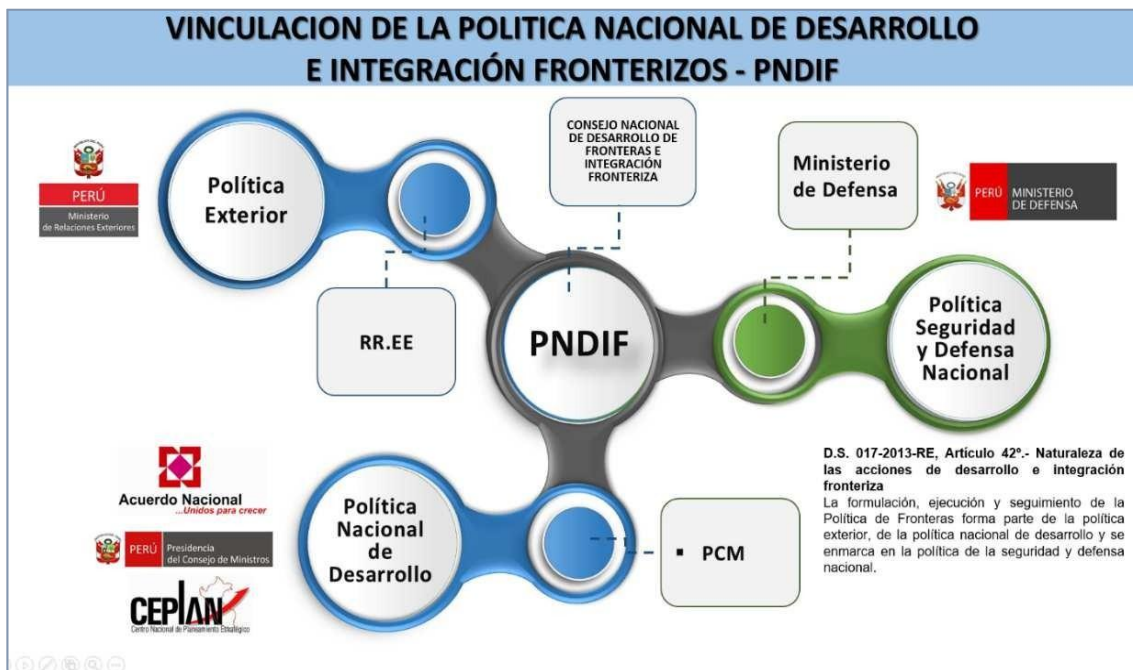 VINCULACION DE LA POLITICA NACIONAL DE DESARROLLO
E INTEGRACIÓN FRONTERIZOS - PNDIF
PERÚ
Ministerio
de Relaciones Exteriores
Política
Exterior
RR.EE
CONSEJO NACIONAL
DE DESARROLLO DE
FRONTERAS E
INTEGRACIÓN
FRONTERIZA
PNDIF
Ministerio
de Defensa
PERÚ
MINISTERIO
DE DEFENSA
Política
Seguridad
y Defensa
Nacional
Acuerdo Nacional
...Unidos para crecer
PERÚ
Presidencia
del Consejo de Ministros
CEPLAN
Centro Nacional de Planeamiento Estratégico
Política
Nacional
de
Desarrollo
▪ PCM
D.S. 017-2013-RE, Artículo 42º.- Naturaleza de
las acciones de desarrollo e integración
fronteriza
La formulación, ejecución y seguimiento de la
Política de Fronteras forma parte de la política
exterior, de la política nacional de desarrollo y se
enmarca en la política de la seguridad y defensa
nacional.